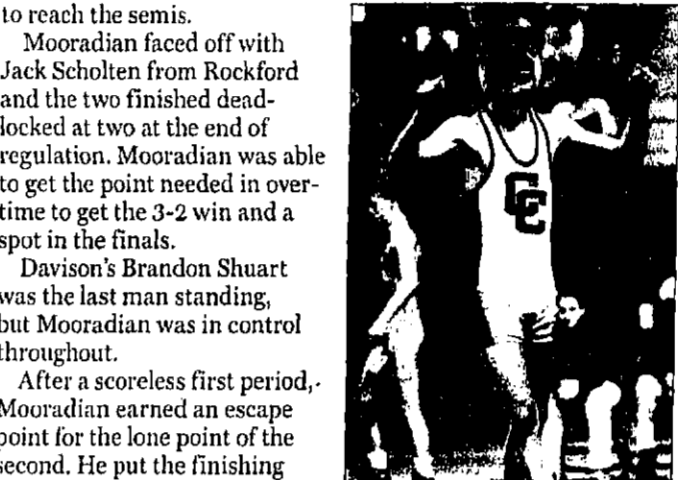 to reach the semis.
Mooradian faced off with
Jack Scholten from Rockford
and the two finished dead-
locked at two at the end of
regulation. Mooradian was able
to get the point needed in over-
time to get the 3-2 win and a
spot in the finals.
Davison's Brandon Shuart
was the last man standing,
but Mooradian was in control
throughout.
After a scoreless first period,
Mooradian earned an escape
point for the lone point of the
second. He put the finishing
CC